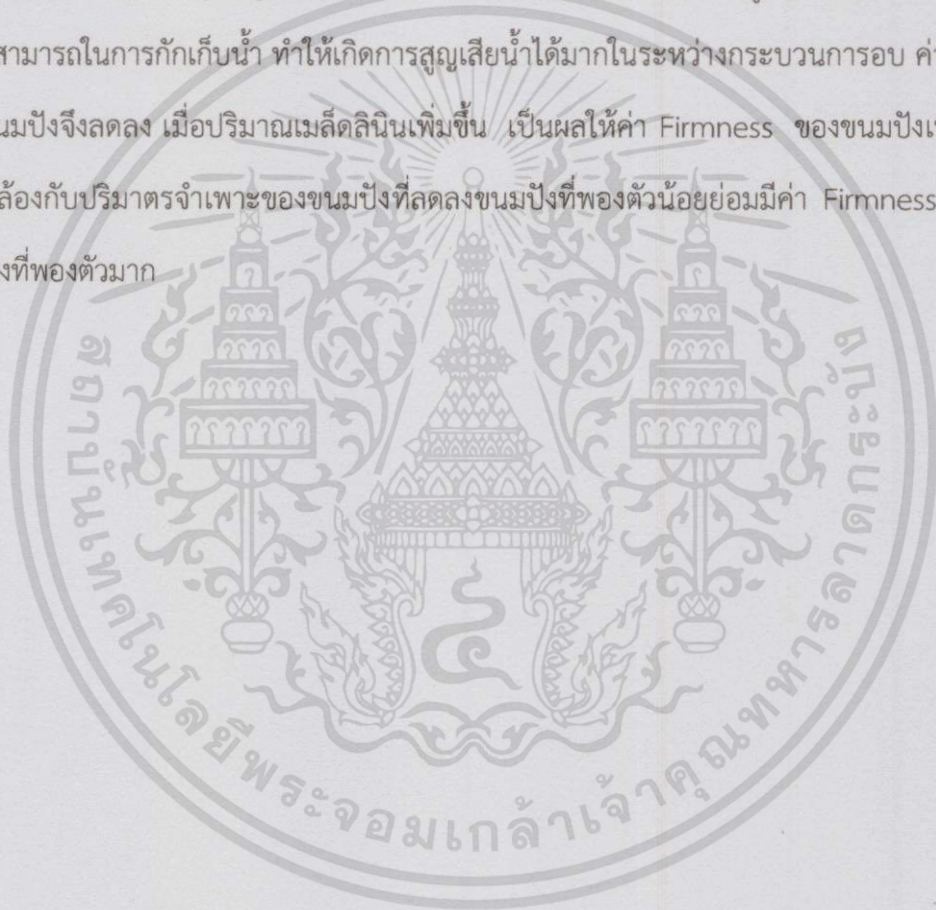 สามารถในการกักเก็บน้ำ ทำให้เกิดการสูญเสียน้ำได้มากในระหว่างกระบวนการอบ ค่า
นมปังจึงลดลง เมื่อปริมาณเมล็ดลินินเพิ่มขึ้น เป็นผลให้ค่า Firmness ของขนมปังเ
ล้องกับปริมาตรจำเพาะของขนมปังที่ลดลงขนมปังที่พองตัวน้อยย่อมมีค่า Firmness
งที่พองตัวมาก
สถาบันเทคโนโลยีพระจอมเกล้าเจ้าคุณทหารลาดกระบัง
๔